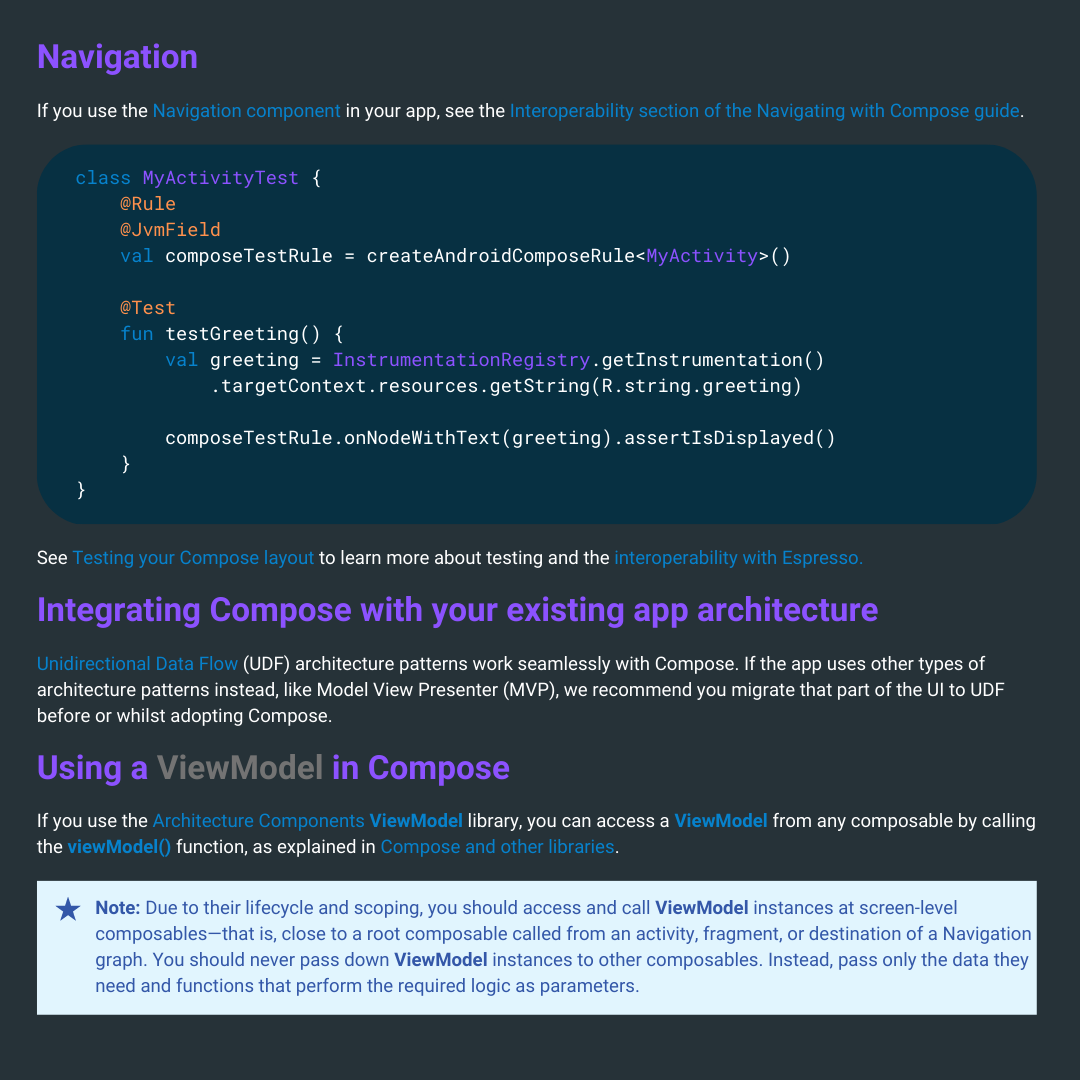 Navigation
If you use the Navigation component in your app, see the Interoperability section of the Navigating with Compose guide.
class MyActivityTest {
    @Rule
    @JvmField
    val composeTestRule = createAndroidComposeRule<MyActivity>()

    @Test
    fun testGreeting() {
        val greeting = InstrumentationRegistry.getInstrumentation()
            .targetContext.resources.getString(R.string.greeting)

        composeTestRule.onNodeWithText(greeting).assertIsDisplayed()
    }
}
See Testing your Compose layout to learn more about testing and the interoperability with Espresso.
Integrating Compose with your existing app architecture
Unidirectional Data Flow (UDF) architecture patterns work seamlessly with Compose. If the app uses other types of
architecture patterns instead, like Model View Presenter (MVP), we recommend you migrate that part of the UI to UDF
before or whilst adopting Compose.
Using a ViewModel in Compose
If you use the Architecture Components ViewModel library, you can access a ViewModel from any composable by calling
the viewModel() function, as explained in Compose and other libraries.
Note: Due to their lifecycle and scoping, you should access and call ViewModel instances at screen-level
composables—that is, close to a root composable called from an activity, fragment, or destination of a Navigation
graph. You should never pass down ViewModel instances to other composables. Instead, pass only the data they
need and functions that perform the required logic as parameters.